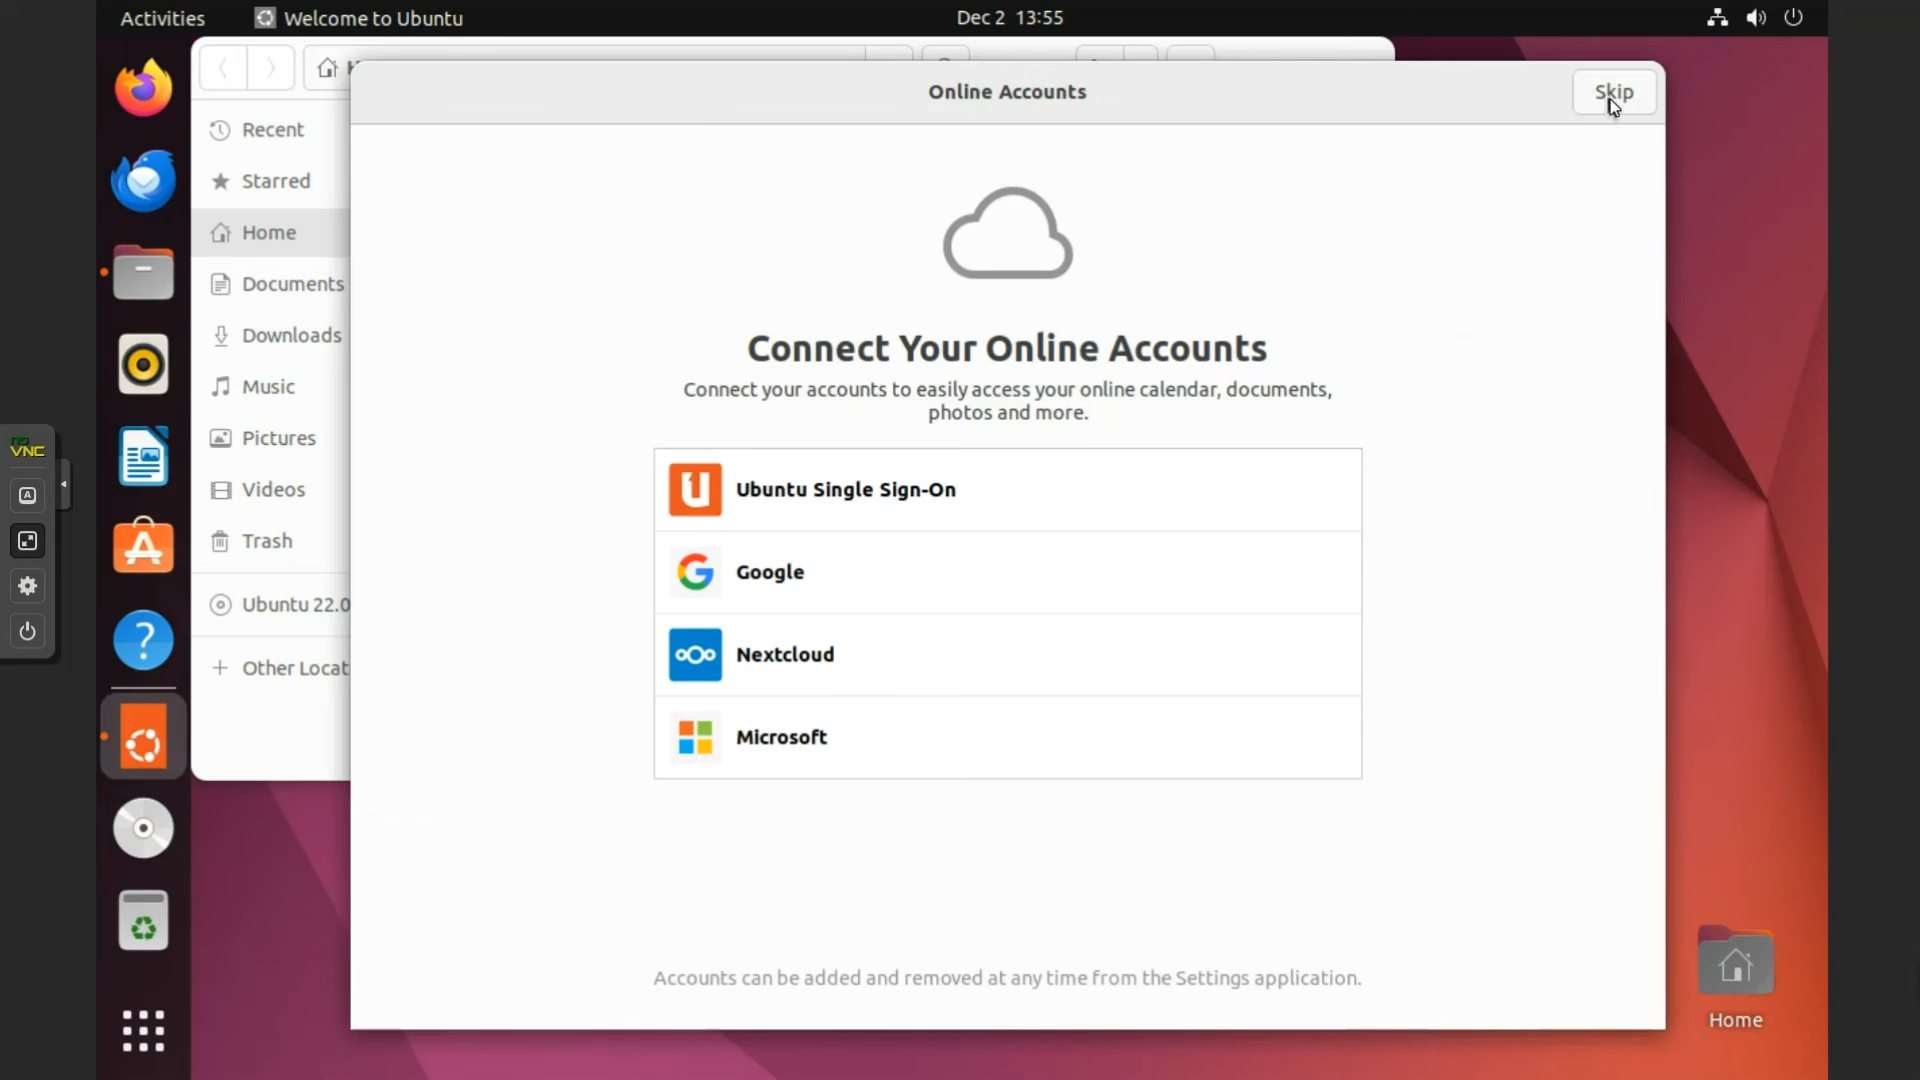 Activities
Welcome to Ubuntu
Dec 2 13:55
Online Accounts
Skip
Recent
Starred
Home
Documents
Downloads
Music
Pictures
Videos
Trash
Ubuntu 22.0
Other Locat
Connect Your Online Accounts
Connect your accounts to easily access your online calendar, documents,
photos and more.
Ubuntu Single Sign-On
Google
Nextcloud
Microsoft
Accounts can be added and removed at any time from the Settings application.
no
VNC
A
Home